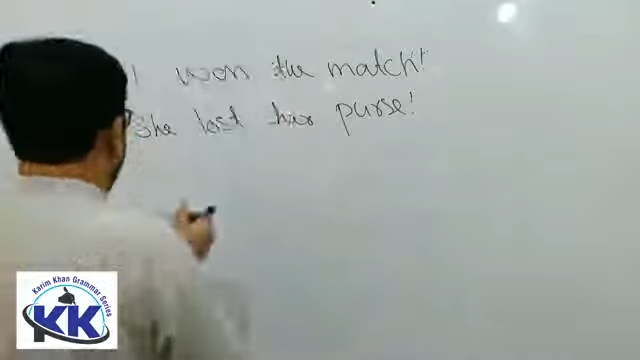 I won the match!
She lost her purse!
Karim Khan Grammar Series
KK